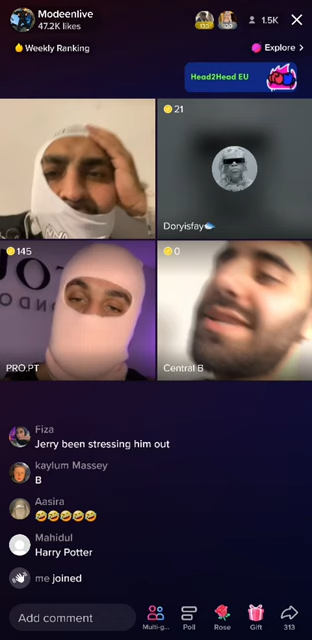 Modeenlive
47.2K likes
1.5K
Weekly Ranking
Explore >
Head2Head EU
21
Doryisfay
145
PRO.PT
0
Central B
Fiza
Jerry been stressing him out
kaylum Massey
B
Aasira
🤣🤣🤣🤣🤣
Mahidul
Harry Potter
me joined
Add comment
Multi-g...
Poll
Rose
Gift
313